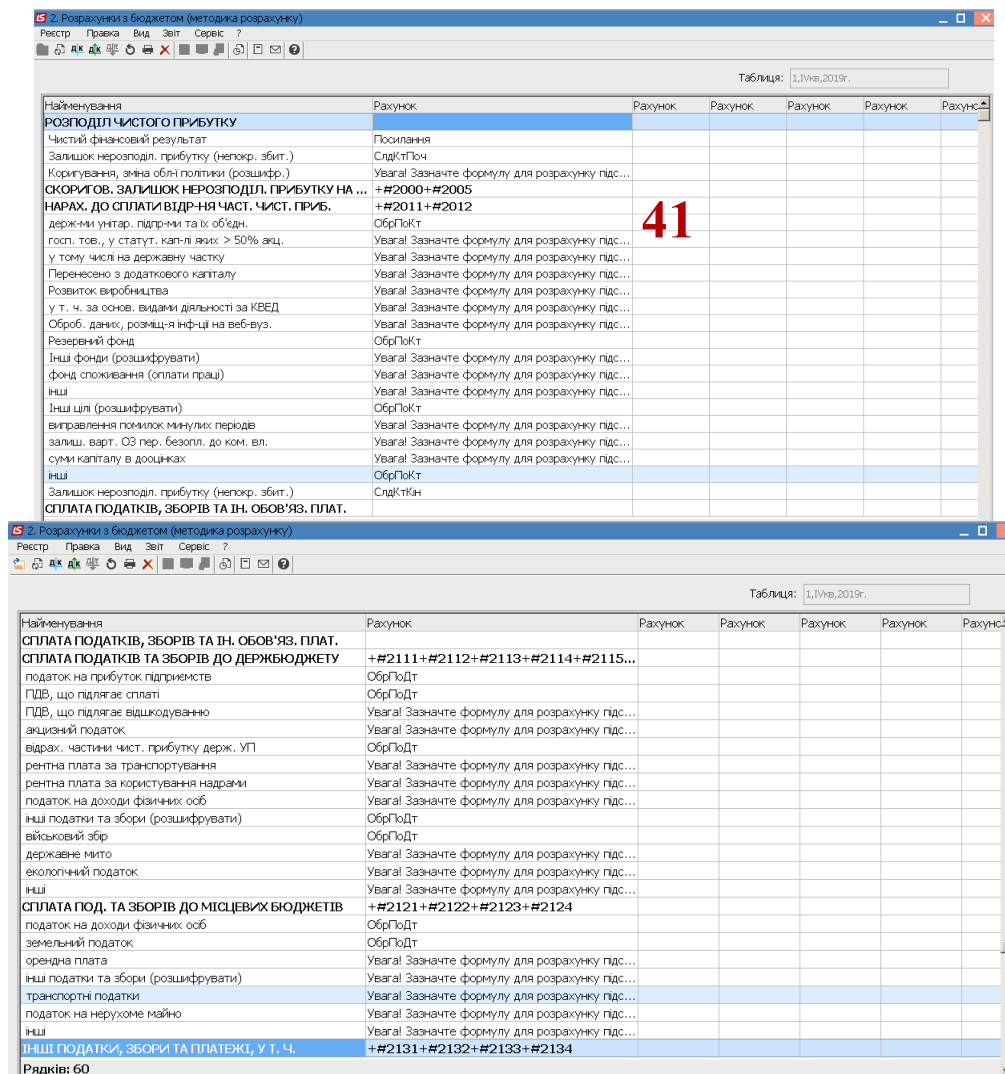 2. Розрахунки з бюджетом (методика розрахунку)
Реєстр Правка Вид Звіт Сервіс ?
Таблиця: 1,IVкв,2019г.
Найменування Рахунок Рахунок Рахунок Рахунок Рахунок Рахунс
РОЗПОДІЛ ЧИСТОГО ПРИБУТКУ
Чистий фінансовий результат Посилання
Залишок нерозподіл. прибутку (непокр. збит.) СлдКтПоч
Коригування, зміна обл-ї політики (розшифр.) Увага! Зазначте формулу для розрахунку підс...
СКОРИГОВ. ЗАЛИШОК НЕРОЗПОДІЛ. ПРИБУТКУ НА ... +#2000+#2005
НАРАХ. ДО СПЛАТИ ВІДР-НЯ ЧАСТ. ЧИСТ. ПРИБ. +#2011+#2012
41
держ-ми унітар. підпр-ми та їх об'єдн. ОбрПоКт
госп. тов., у статут. кап-лі яких > 50% акц. Увага! Зазначте формулу для розрахунку підс...
у тому числі на державну частку Увага! Зазначте формулу для розрахунку підс...
Перенесено з додаткового капіталу Увага! Зазначте формулу для розрахунку підс...
Розвиток виробництва Увага! Зазначте формулу для розрахунку підс...
у т. ч. за основ. видами діяльності за КВЕД Увага! Зазначте формулу для розрахунку підс...
Оброб. даних, розміщ-я інф-ції на веб-вуз. Увага! Зазначте формулу для розрахунку підс...
Резервний фонд ОбрПоКт
Інші фонди (розшифрувати) Увага! Зазначте формулу для розрахунку підс...
фонд споживання (оплати праці) Увага! Зазначте формулу для розрахунку підс...
інші Увага! Зазначте формулу для розрахунку підс...
Інші цілі (розшифрувати) ОбрПоКт
виправлення помилок минулих періодів Увага! Зазначте формулу для розрахунку підс...
залиш. варт. ОЗ пер. безопл. до ком. вл. Увага! Зазначте формулу для розрахунку підс...
суми капіталу в дооцінках Увага! Зазначте формулу для розрахунку підс...
інші ОбрПоКт
Залишок нерозподіл. прибутку (непокр. збит.) СлдКтКін
СПЛАТА ПОДАТКІВ, ЗБОРІВ ТА ІН. ОБОВ'ЯЗ. ПЛАТ.
2. Розрахунки з бюджетом (методика розрахунку)
Реєстр Правка Вид Звіт Сервіс ?
Таблиця: 1,IVкв,2019г.
Найменування Рахунок Рахунок Рахунок Рахунок Рахунок Рахунс
СПЛАТА ПОДАТКІВ, ЗБОРІВ ТА ІН. ОБОВ'ЯЗ. ПЛАТ.
СПЛАТА ПОДАТКІВ ТА ЗБОРІВ ДО ДЕРЖБЮДЖЕТУ +#2111+#2112+#2113+#2114+#2115...
податок на прибуток підприємств ОбрПоДт
ПДВ, що підлягає сплаті ОбрПоДт
ПДВ, що підлягає відшкодуванню Увага! Зазначте формулу для розрахунку підс...
акцизний податок Увага! Зазначте формулу для розрахунку підс...
відрах. частини чист. прибутку держ. УП ОбрПоДт
рентна плата за транспортування Увага! Зазначте формулу для розрахунку підс...
рентна плата за користування надрами Увага! Зазначте формулу для розрахунку підс...
податок на доходи фізичних осіб Увага! Зазначте формулу для розрахунку підс...
інші податки та збори (розшифрувати) ОбрПоДт
військовий збір ОбрПоДт
державне мито Увага! Зазначте формулу для розрахунку підс...
екологічний податок Увага! Зазначте формулу для розрахунку підс...
інші Увага! Зазначте формулу для розрахунку підс...
СПЛАТА ПОД. ТА ЗБОРІВ ДО МІСЦЕВИХ БЮДЖЕТІВ +#2121+#2122+#2123+#2124
податок на доходи фізичних осіб ОбрПоДт
земельний податок ОбрПоДт
орендна плата Увага! Зазначте формулу для розрахунку підс...
інші податки та збори (розшифрувати) Увага! Зазначте формулу для розрахунку підс...
транспортні податки Увага! Зазначте формулу для розрахунку підс...
податок на нерухоме майно Увага! Зазначте формулу для розрахунку підс...
інші Увага! Зазначте формулу для розрахунку підс...
ІНШІ ПОДАТКИ, ЗБОРИ ТА ПЛАТЕЖІ, У Т. Ч. +#2131+#2132+#2133+#2134
Рядків: 60